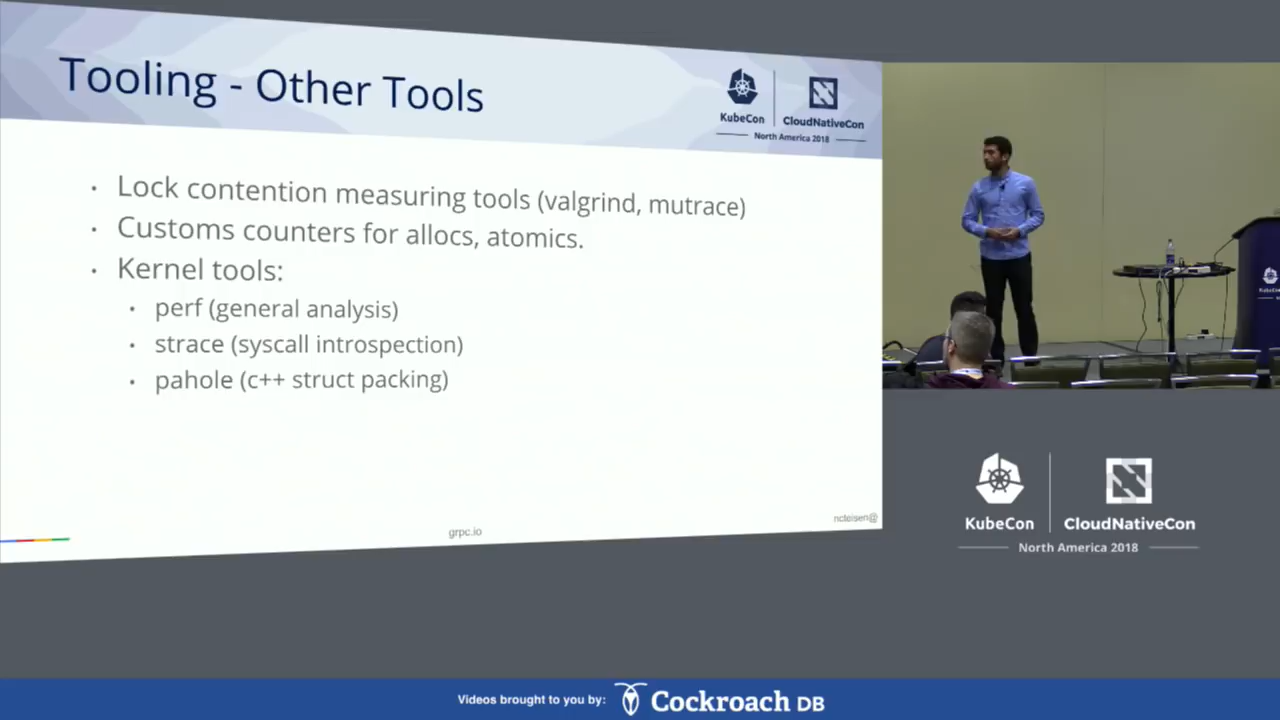 Tooling - Other Tools
KubeCon
CloudNativeCon
North America 2018
• Lock contention measuring tools (valgrind, mutrace)
• Customs counters for allocs, atomics.
• Kernel tools:
• perf (general analysis)
• strace (syscall introspection)
• pahole (c++ struct packing)
grpc.io
ncteisen@
KubeCon
CloudNativeCon
North America 2018
Videos brought to you by:
Cockroach DB